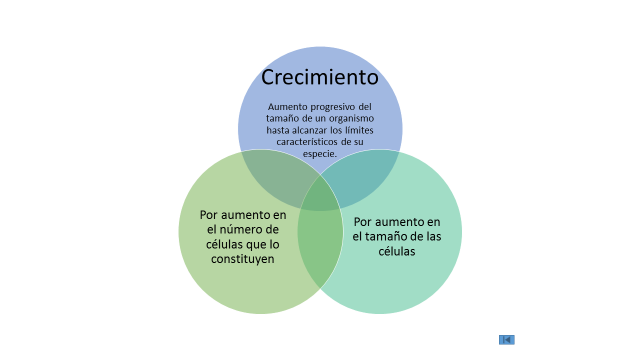 Crecimiento
Aumento progresivo del
tamaño de un organismo
hasta alcanzar los límites
característicos de su
especie.
Por aumento en
el número de
células que lo
constituyen
Por aumento en
el tamaño de las
células